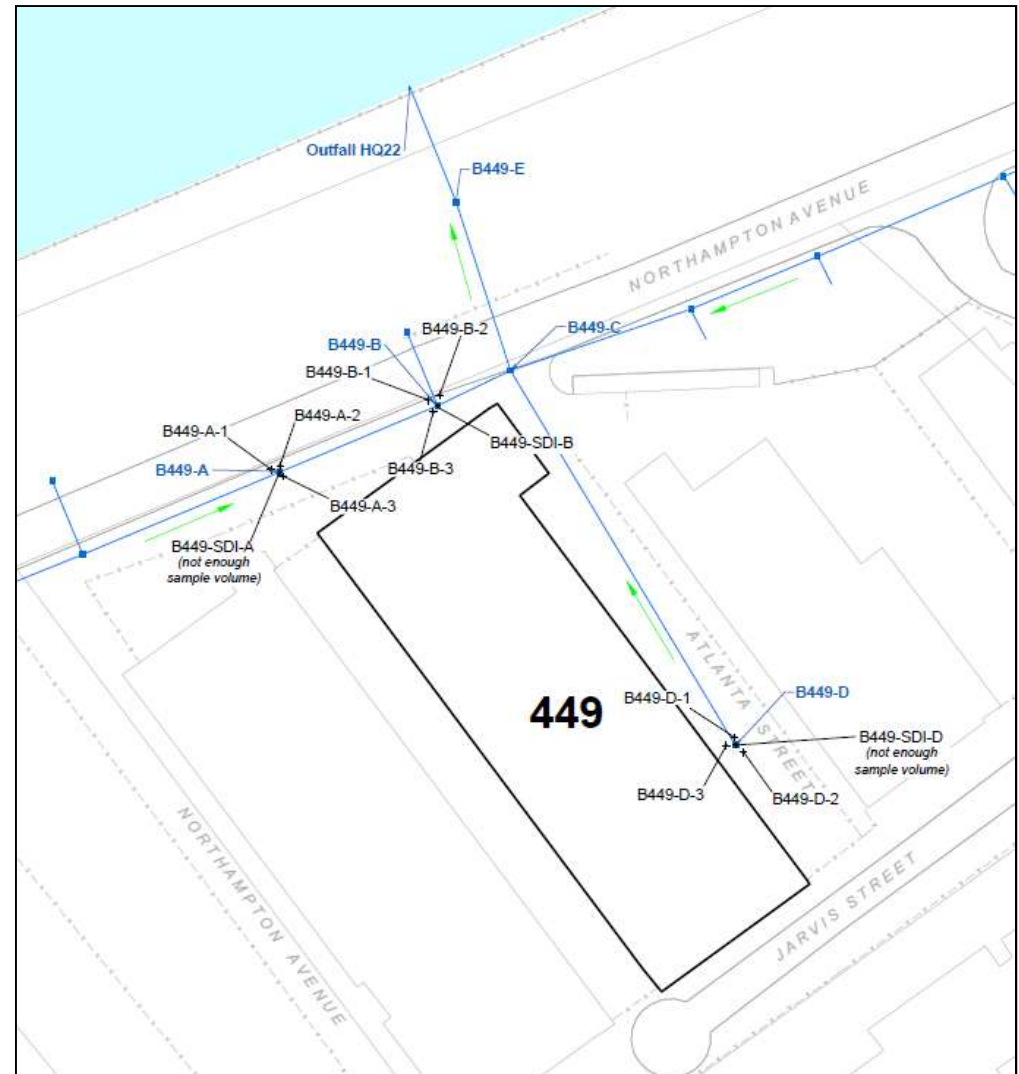 Outfall HQ22
B449-E
NORTHAMPTON AVENUE
B449-B-2
B449-C
B449-B
B449-B-1
B449-A-2
B449-A-1
B449-SDI-B
B449-A
B449-B-3
B449-A-3
B449-SDI-A
(not enough
sample volume)
ATLANTA STREET
449
B449-D-1
B449-D
B449-SDI-D
(not enough
sample volume)
B449-D-3
B449-D-2
NORTHAMPTON AVENUE
JARVIS STREET